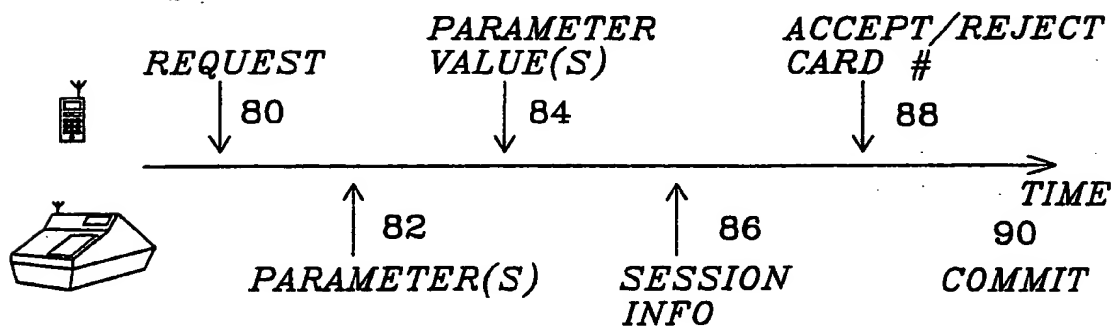 REQUEST
80
PARAMETER
VALUE(S)
84
ACCEPT/REJECT
CARD #
88
TIME
82
PARAMETER(S)
86
SESSION
INFO
90
COMMIT